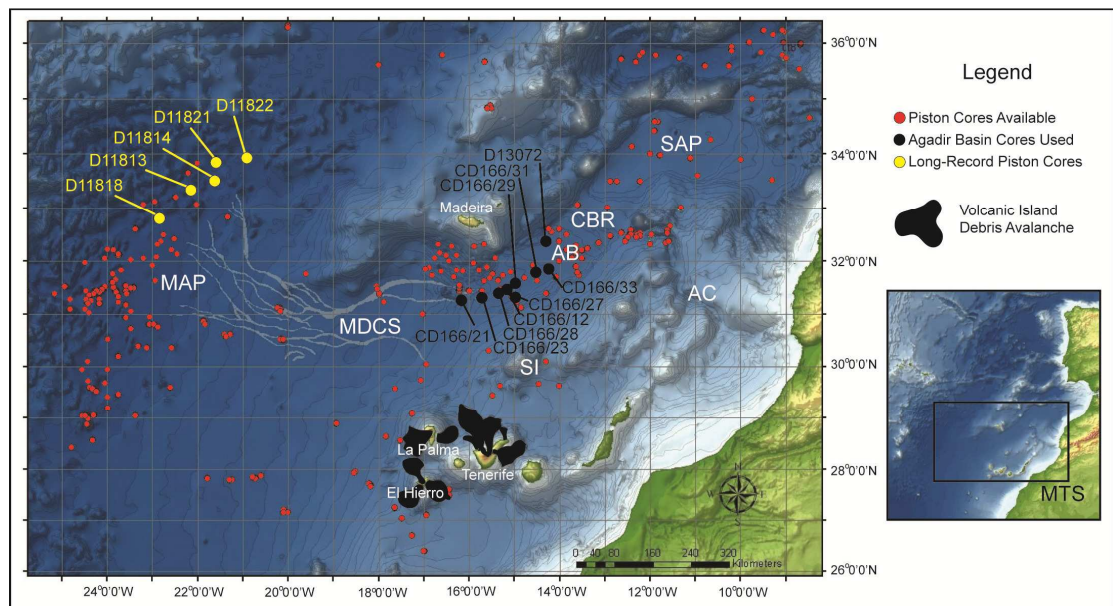 D11822
D11821
D11814
D11813
D11818
MAP
MDCS
Madeira
D13072
CD166/31
CD166/29
CBR
AB
SAP
AC
CD166/33
CD166/27
CD166/12
CD166/28
CD166/23
CD166/21
SI
La Palma
Tenerife
El Hierro
N
W
E
S
0 40 80 160 240 320
Kilometers
36°0'0"N
34°0'0"N
32°0'0"N
30°0'0"N
28°0'0"N
26°0'0"N
24°0'0"W
22°0'0"W
20°0'0"W
18°0'0"W
16°0'0"W
14°0'0"W
12°0'0"W
10°0'0"W
Legend
Piston Cores Available
Agadir Basin Cores Used
Long-Record Piston Cores
Volcanic Island
Debris Avalanche
MTS